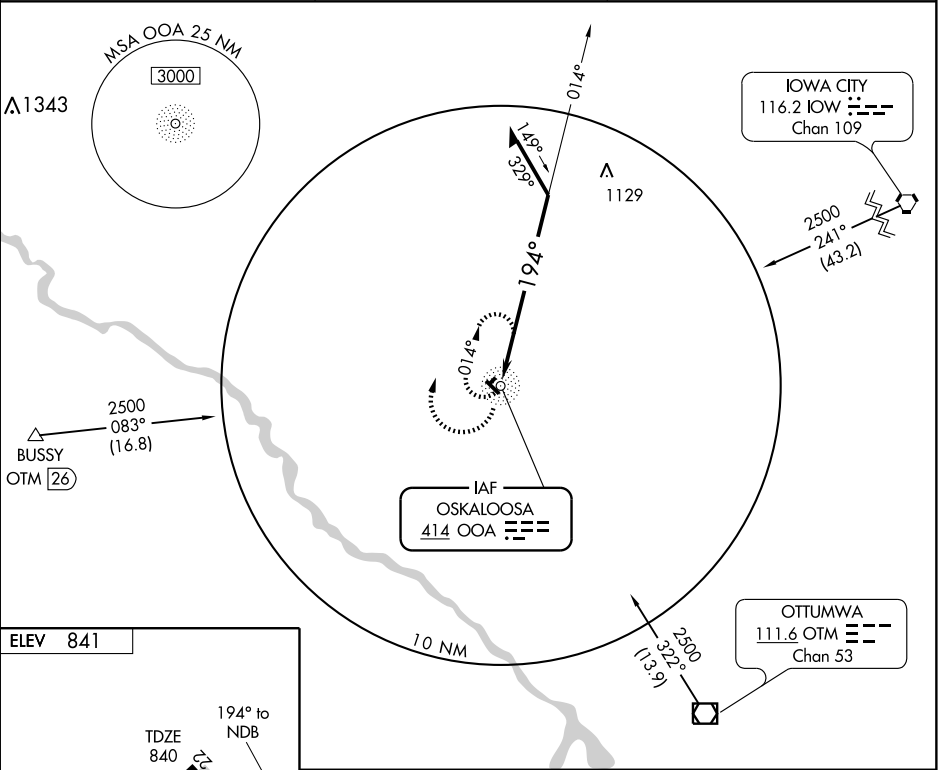 MSA OOA 25 NM
3000
1343
014°
149°
329°
1129
IOWA CITY
116.2 IOW
Chan 109
2500
241°
(43.2)
194°
014°
2500
083°
(16.8)
BUSSY
OTM 26
IAF
OSKALOOSA
414 OOA
10 NM
2500
322°
(13.9)
OTTUMWA
111.6 OTM
Chan 53
ELEV 841
194° to
NDB
TDZE
840
22